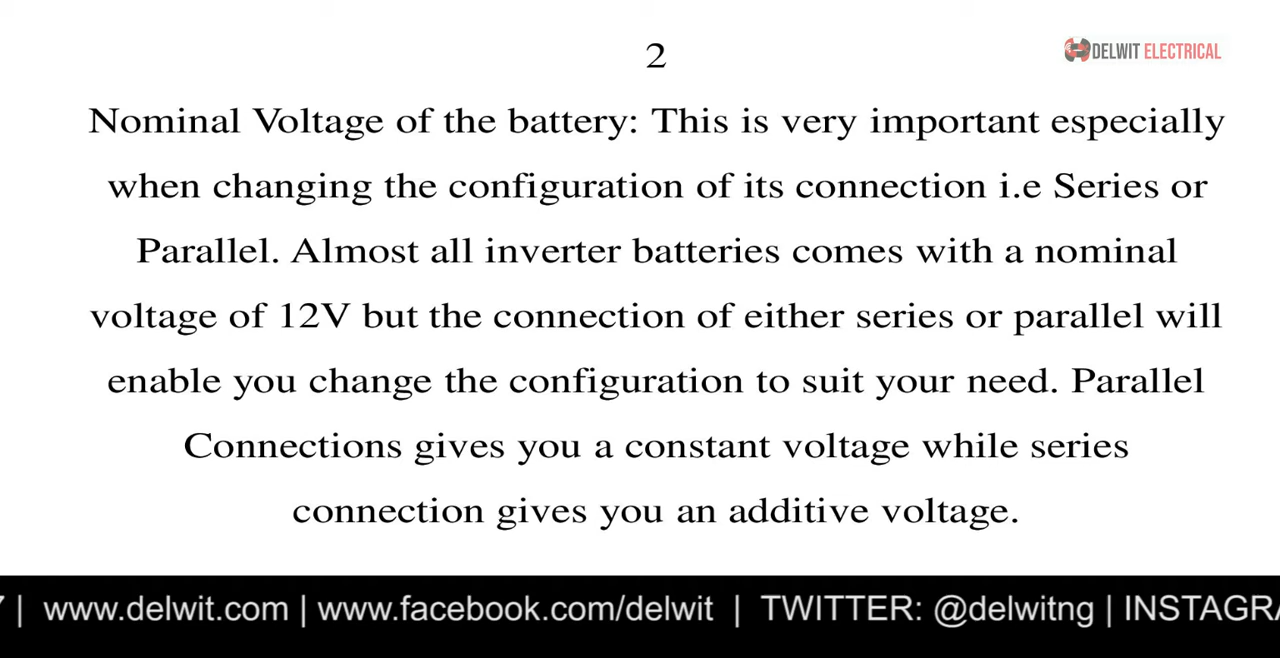 2
DELWIT ELECTRICAL
Nominal Voltage of the battery: This is very important especially
when changing the configuration of its connection i.e Series or
Parallel. Almost all inverter batteries comes with a nominal
voltage of 12V but the connection of either series or parallel will
enable you change the configuration to suit your need. Parallel
Connections gives you a constant voltage while series
connection gives you an additive voltage.
| www.delwit.com | www.facebook.com/delwit | TWITTER: @delwitng | INSTAGRA